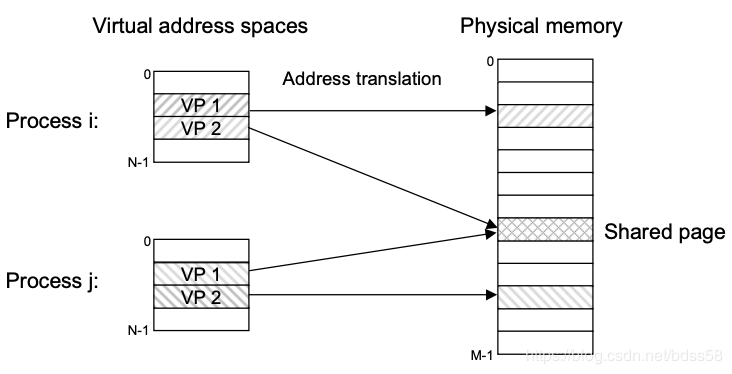 Virtual address spaces
Physical memory
0
0
Address translation
Process i:
VP 1
VP 2
N-1
Shared page
0
Process j:
VP 1
VP 2
N-1
M-1
https://blog.csdn.net/bdss58